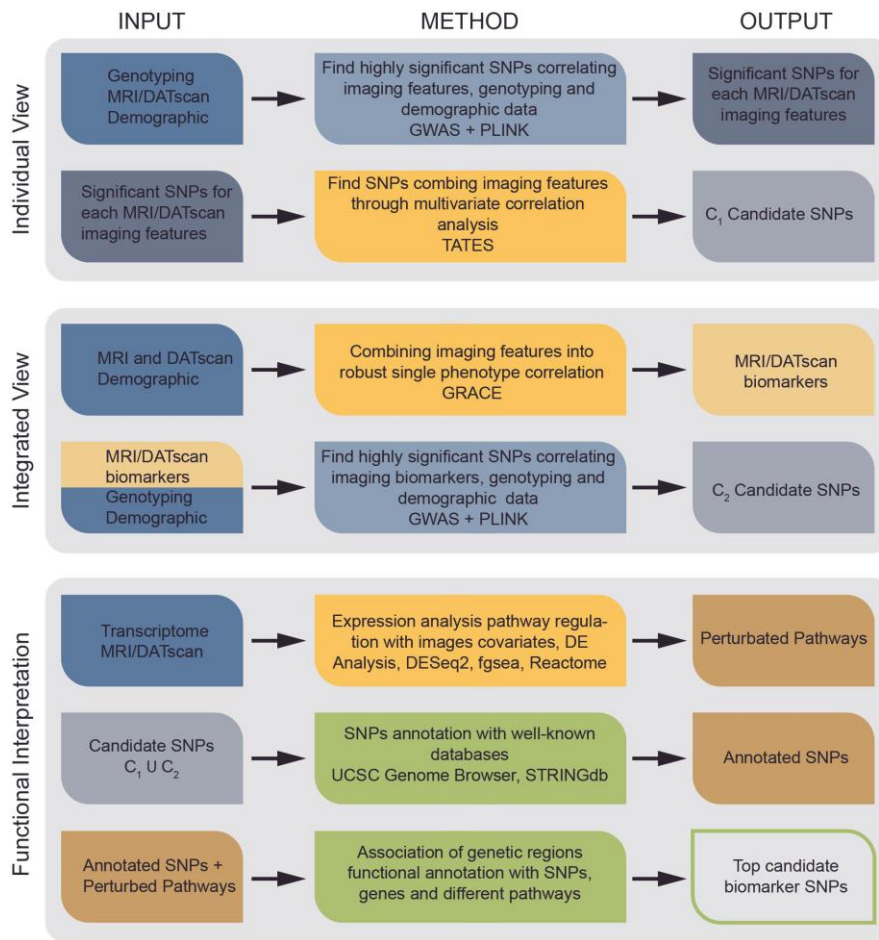 INPUT
METHOD
OUTPUT
Individual View
Genotyping
MRI/DATscan
Demographic
Find highly significant SNPs correlating
imaging features, genotyping and
demographic data
GWAS + PLINK
Significant SNPs for
each MRI/DATscan
imaging features
Significant SNPs for
each MRI/DATscan
imaging features
Find SNPs combing imaging features
through multivariate correlation
analysis
TATES
C₁ Candidate SNPs
Integrated View
MRI and DATscan
Demographic
Combining imaging features into
robust single phenotype correlation
GRACE
MRI/DATscan
biomarkers
MRI/DATscan
biomarkers
Genotyping
Demographic
Find highly significant SNPs correlating
imaging biomarkers, genotyping and
demographic data
GWAS + PLINK
C₂ Candidate SNPs
Functional Interpretation
Transcriptome
MRI/DATscan
Expression analysis pathway regula-
tion with images covariates, DE
Analysis, DESeq2, fgsea, Reactome
Perturbated Pathways
Candidate SNPs
C₁ U C₂
SNPs annotation with well-known
databases
UCSC Genome Browser, STRINGdb
Annotated SNPs
Annotated SNPs +
Perturbed Pathways
Association of genetic regions
functional annotation with SNPs,
genes and different pathways
Top candidate
biomarker SNPs